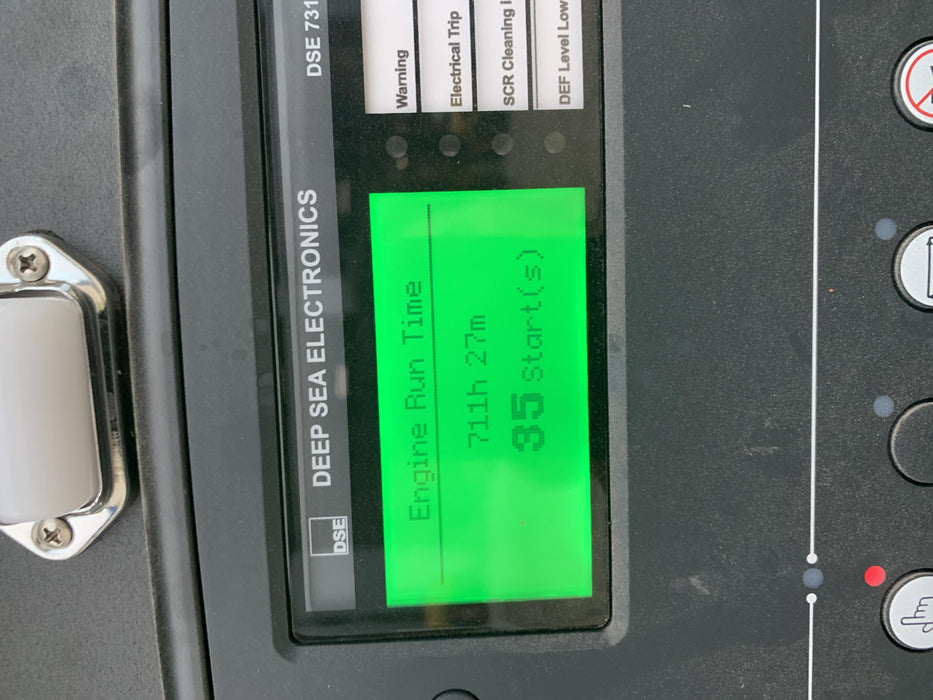 DSE
DEEP SEA ELECTRONICS
DSE 731
Engine Run Time
711h 27m
35 Start(s)
Warning
Electrical Trip
SCR Cleaning
DEF Level Low